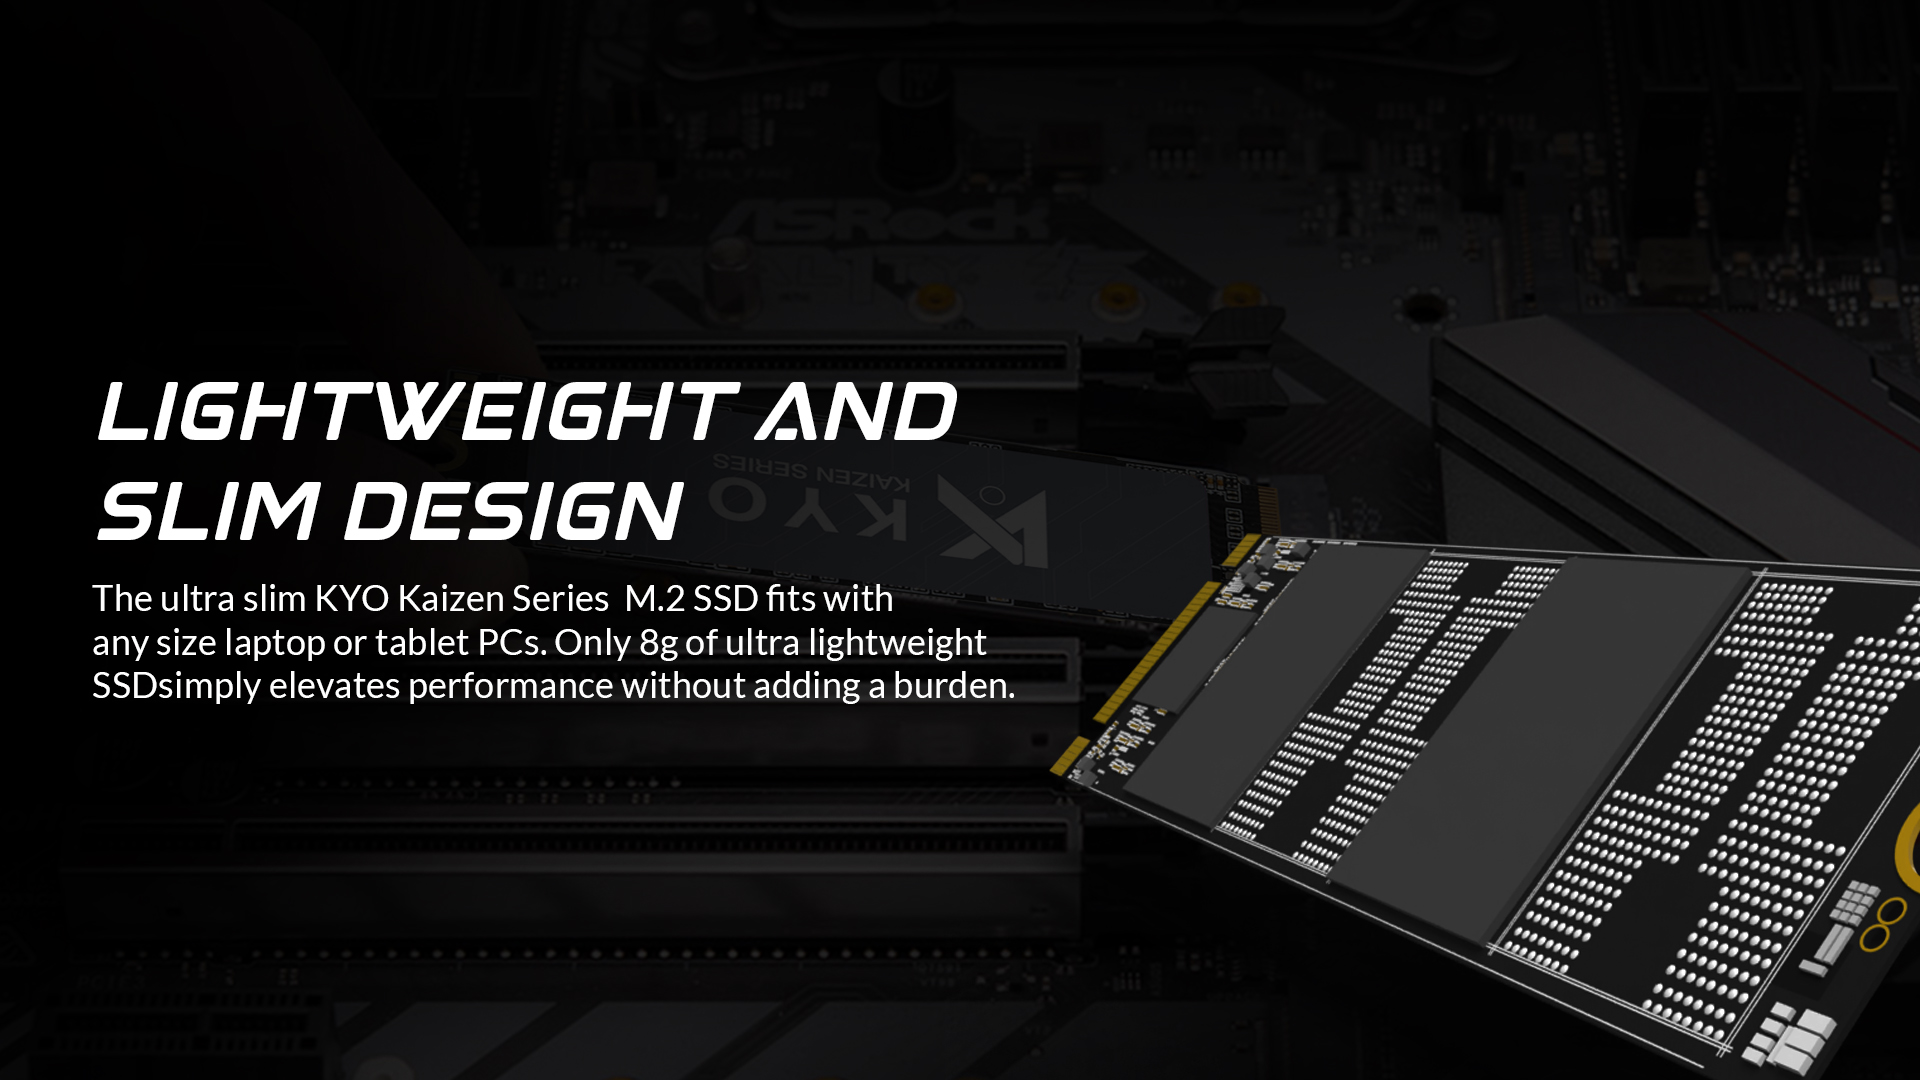 ASRock
LIGHTWEIGHT AND
SLIM DESIGN
KAIZEN SERIES
KYO
The ultra slim KYO Kaizen Series  M.2 SSD fits with
any size laptop or tablet PCs. Only 8g of ultra lightweight
SSDsimply elevates performance without adding a burden.